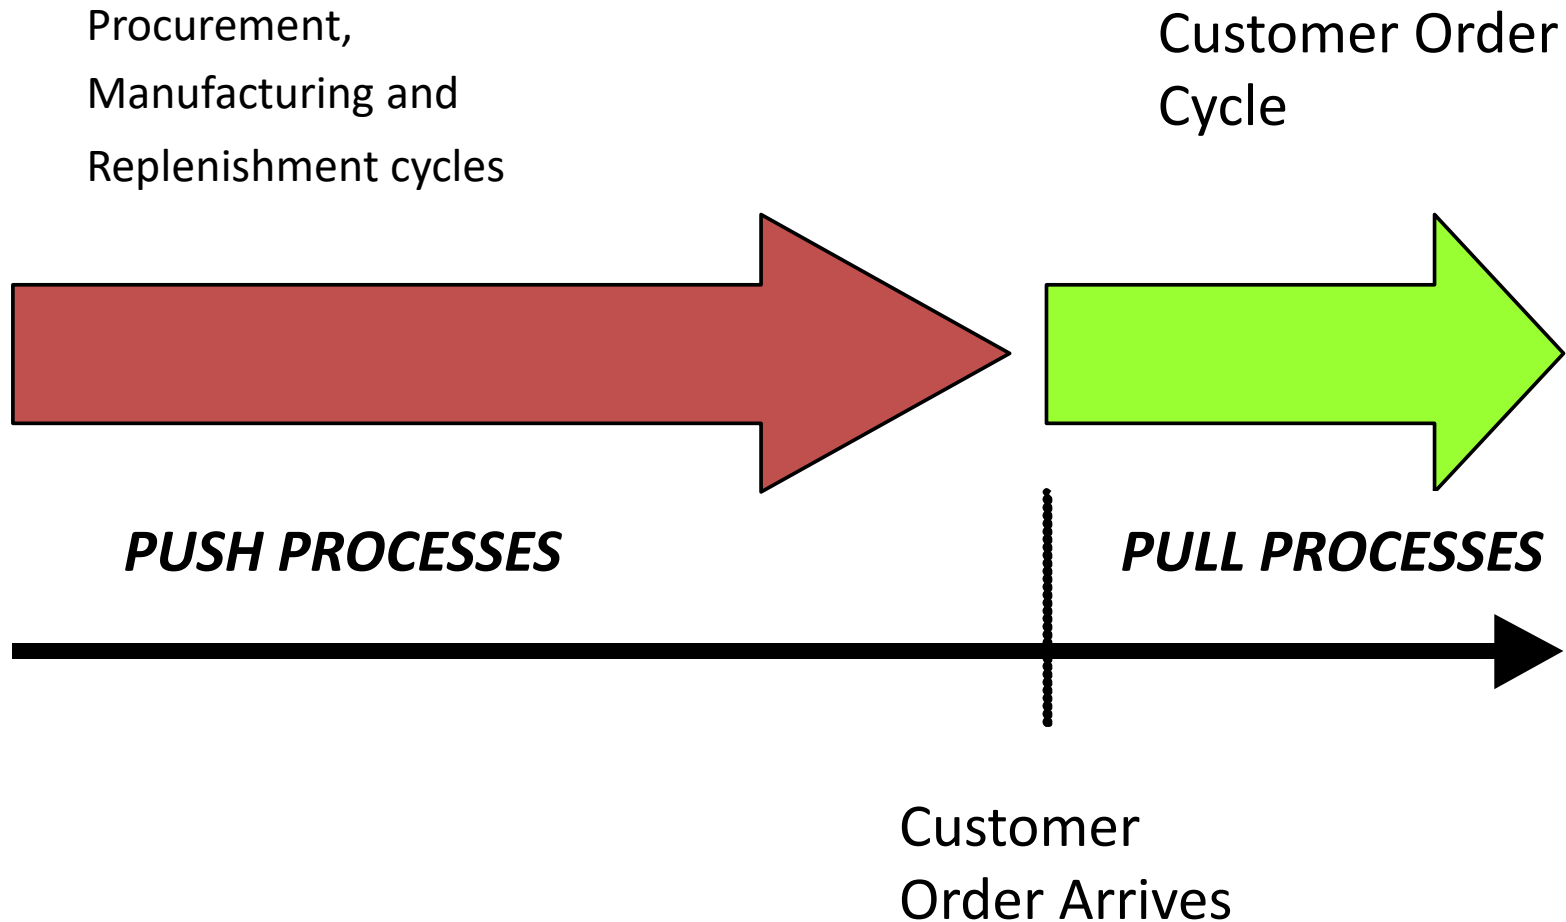 Procurement,
Manufacturing and
Replenishment cycles
Customer Order
Cycle
PUSH PROCESSES
PULL PROCESSES
Customer
Order Arrives